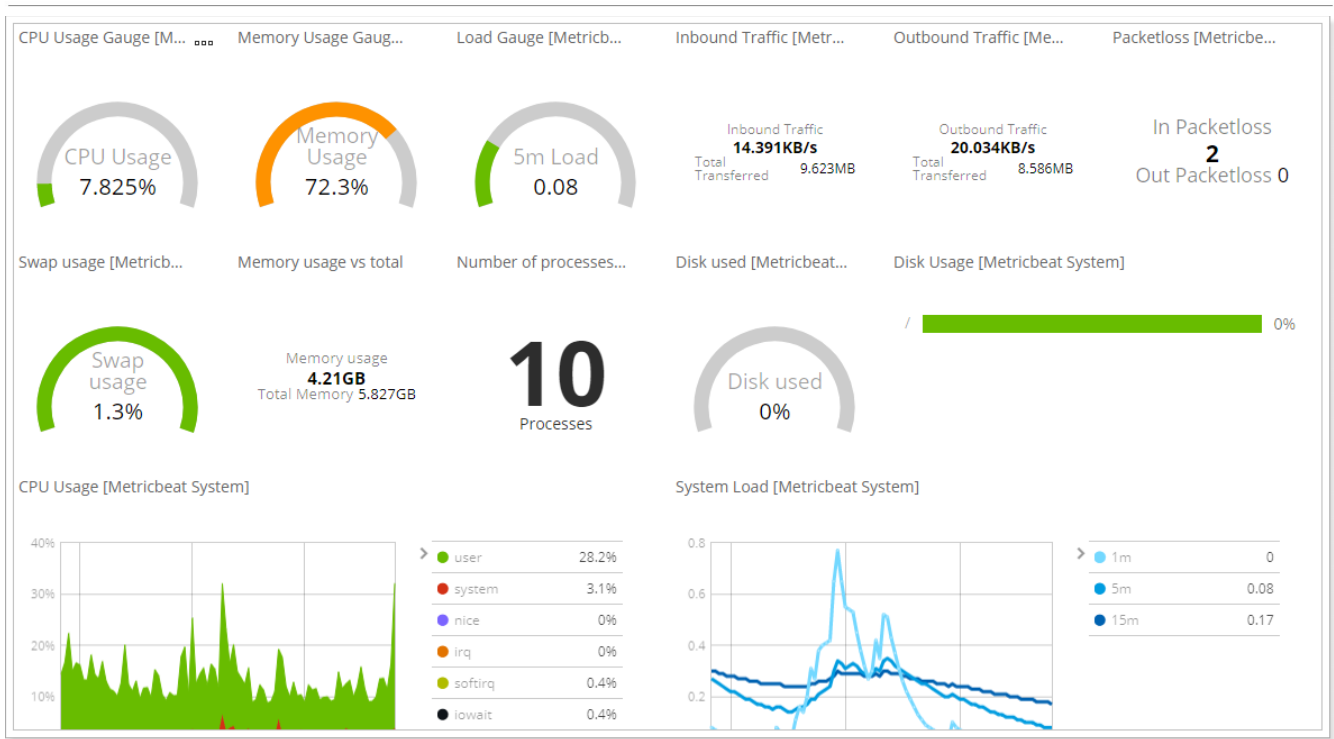 CPU Usage Gauge [M...
Memory Usage Gaug...
Load Gauge [Metricb...
Inbound Traffic [Metr...
Outbound Traffic [Me...
Packetloss [Metricbe...
CPU Usage
7.825%
Memory
Usage
72.3%
5m Load
0.08
Inbound Traffic
14.391KB/s
Total
Transferred 9.623MB
Outbound Traffic
20.034KB/s
Total
Transferred 8.586MB
In Packetloss
2
Out Packetloss 0
Swap usage [Metricb...
Memory usage vs total
Number of processes...
Disk used [Metricbeat...
Disk Usage [Metricbeat System]
Swap
usage
1.3%
Memory usage
4.21GB
Total Memory 5.827GB
10
Processes
Disk used
0%
/ 0%
CPU Usage [Metricbeat System]
40%
30%
20%
10%
user 28.2%
system 3.1%
nice 0%
irq 0%
softirq 0.4%
iowait 0.4%
System Load [Metricbeat System]
0.8
0.6
0.4
0.2
1m 0
5m 0.08
15m 0.17